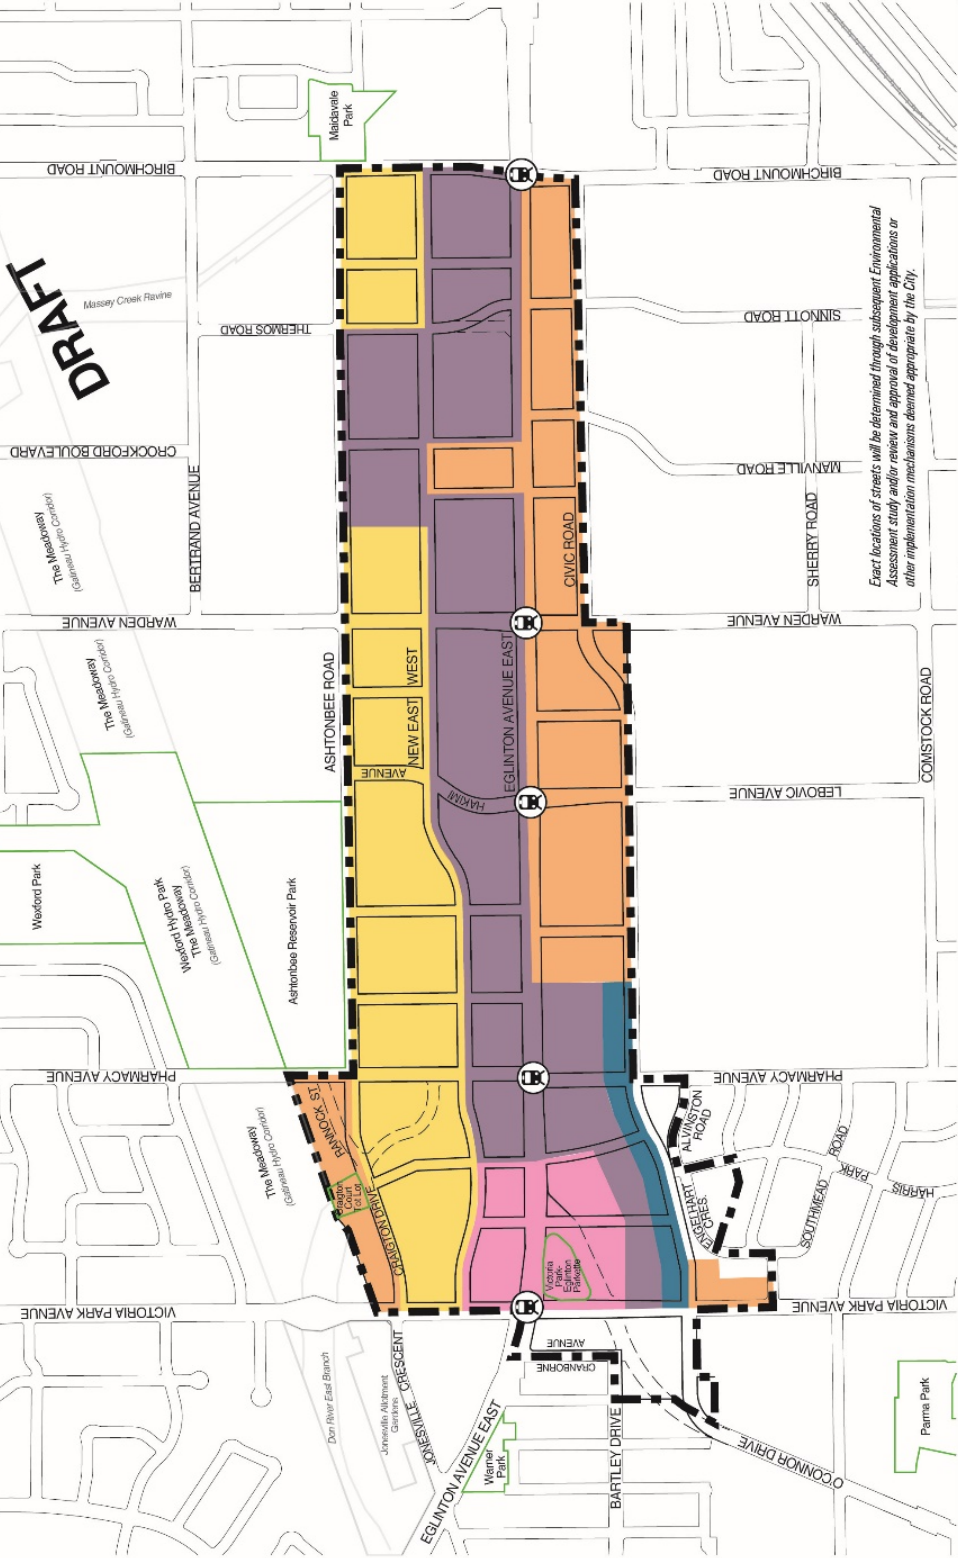 Maidavale
Park
BIRCHMOUNT ROAD
BIRCHMOUNT ROAD
DRAFT
Massey Creek Ravine
THERMOS ROAD
SINNOTT ROAD
Exact locations of streets will be determined through subsequent Environmental
Assessment study and/or review and approval of development applications or
other implementation mechanisms deemed appropriate by the City.
CROCKFORD BOULEVARD
MANVILLE ROAD
The Meadoway
(Gatineau Hydro Corridor)
BERTRAND AVENUE
CIVIC ROAD
SHERRY ROAD
WARDEN AVENUE
WARDEN AVENUE
The Meadoway
(Gatineau Hydro Corridor)
ASHTONBEE ROAD
NEW EAST WEST
EGLINTON AVENUE EAST
COMSTOCK ROAD
HAKIMI
AVENUE
LEBOVIC AVENUE
Wexford Park
Wexford Hydro Park
The Meadoway
(Gatineau Hydro Corridor)
Ashtonbee Reservoir Park
PHARMACY AVENUE
PHARMACY AVENUE
The Meadoway
(Gatineau Hydro Corridor)
RANNOCK ST.
Craigton
Court
Tot Lot
CRAIGTON DRIVE
ALVINSTON
ROAD
ENGELHART
CRES.
SOUTHMEAD
ROAD
PARK
HARRIS
Victoria
Park-
Eglinton
Parkette
VICTORIA PARK AVENUE
VICTORIA PARK AVENUE
Don River East Branch
Jonesville Allotment
Gardens
JONESVILLE CRESCENT
EGLINTON AVENUE EAST
Warner
Park
CRANBORNE
AVENUE
BARTLEY DRIVE
O'CONNOR DRIVE
Parma Park